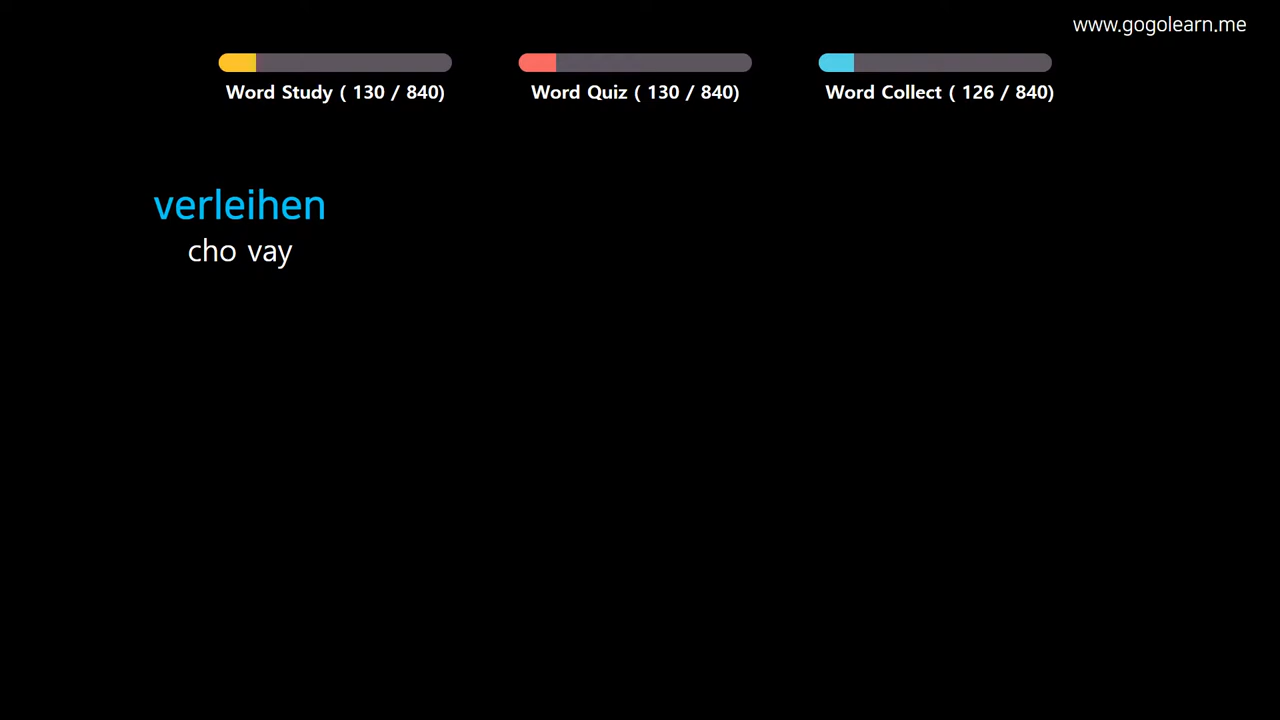 www.gogolearn.me
Word Study ( 130 / 840)
Word Quiz ( 130 / 840)
Word Collect ( 126 / 840)
verleihen
cho vay